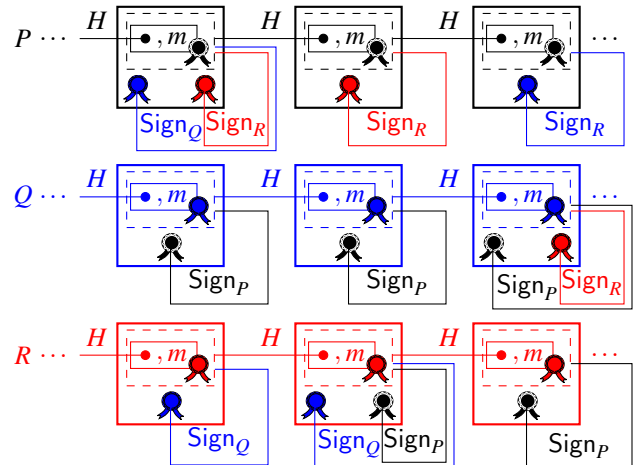 P ··· H , m H , m H , m ···
Sign_Q Sign_R Sign_R Sign_R
Q ··· H , m H , m H , m ···
Sign_P Sign_P Sign_P Sign_R
R ··· H , m H , m H , m ···
Sign_Q Sign_Q Sign_P Sign_P